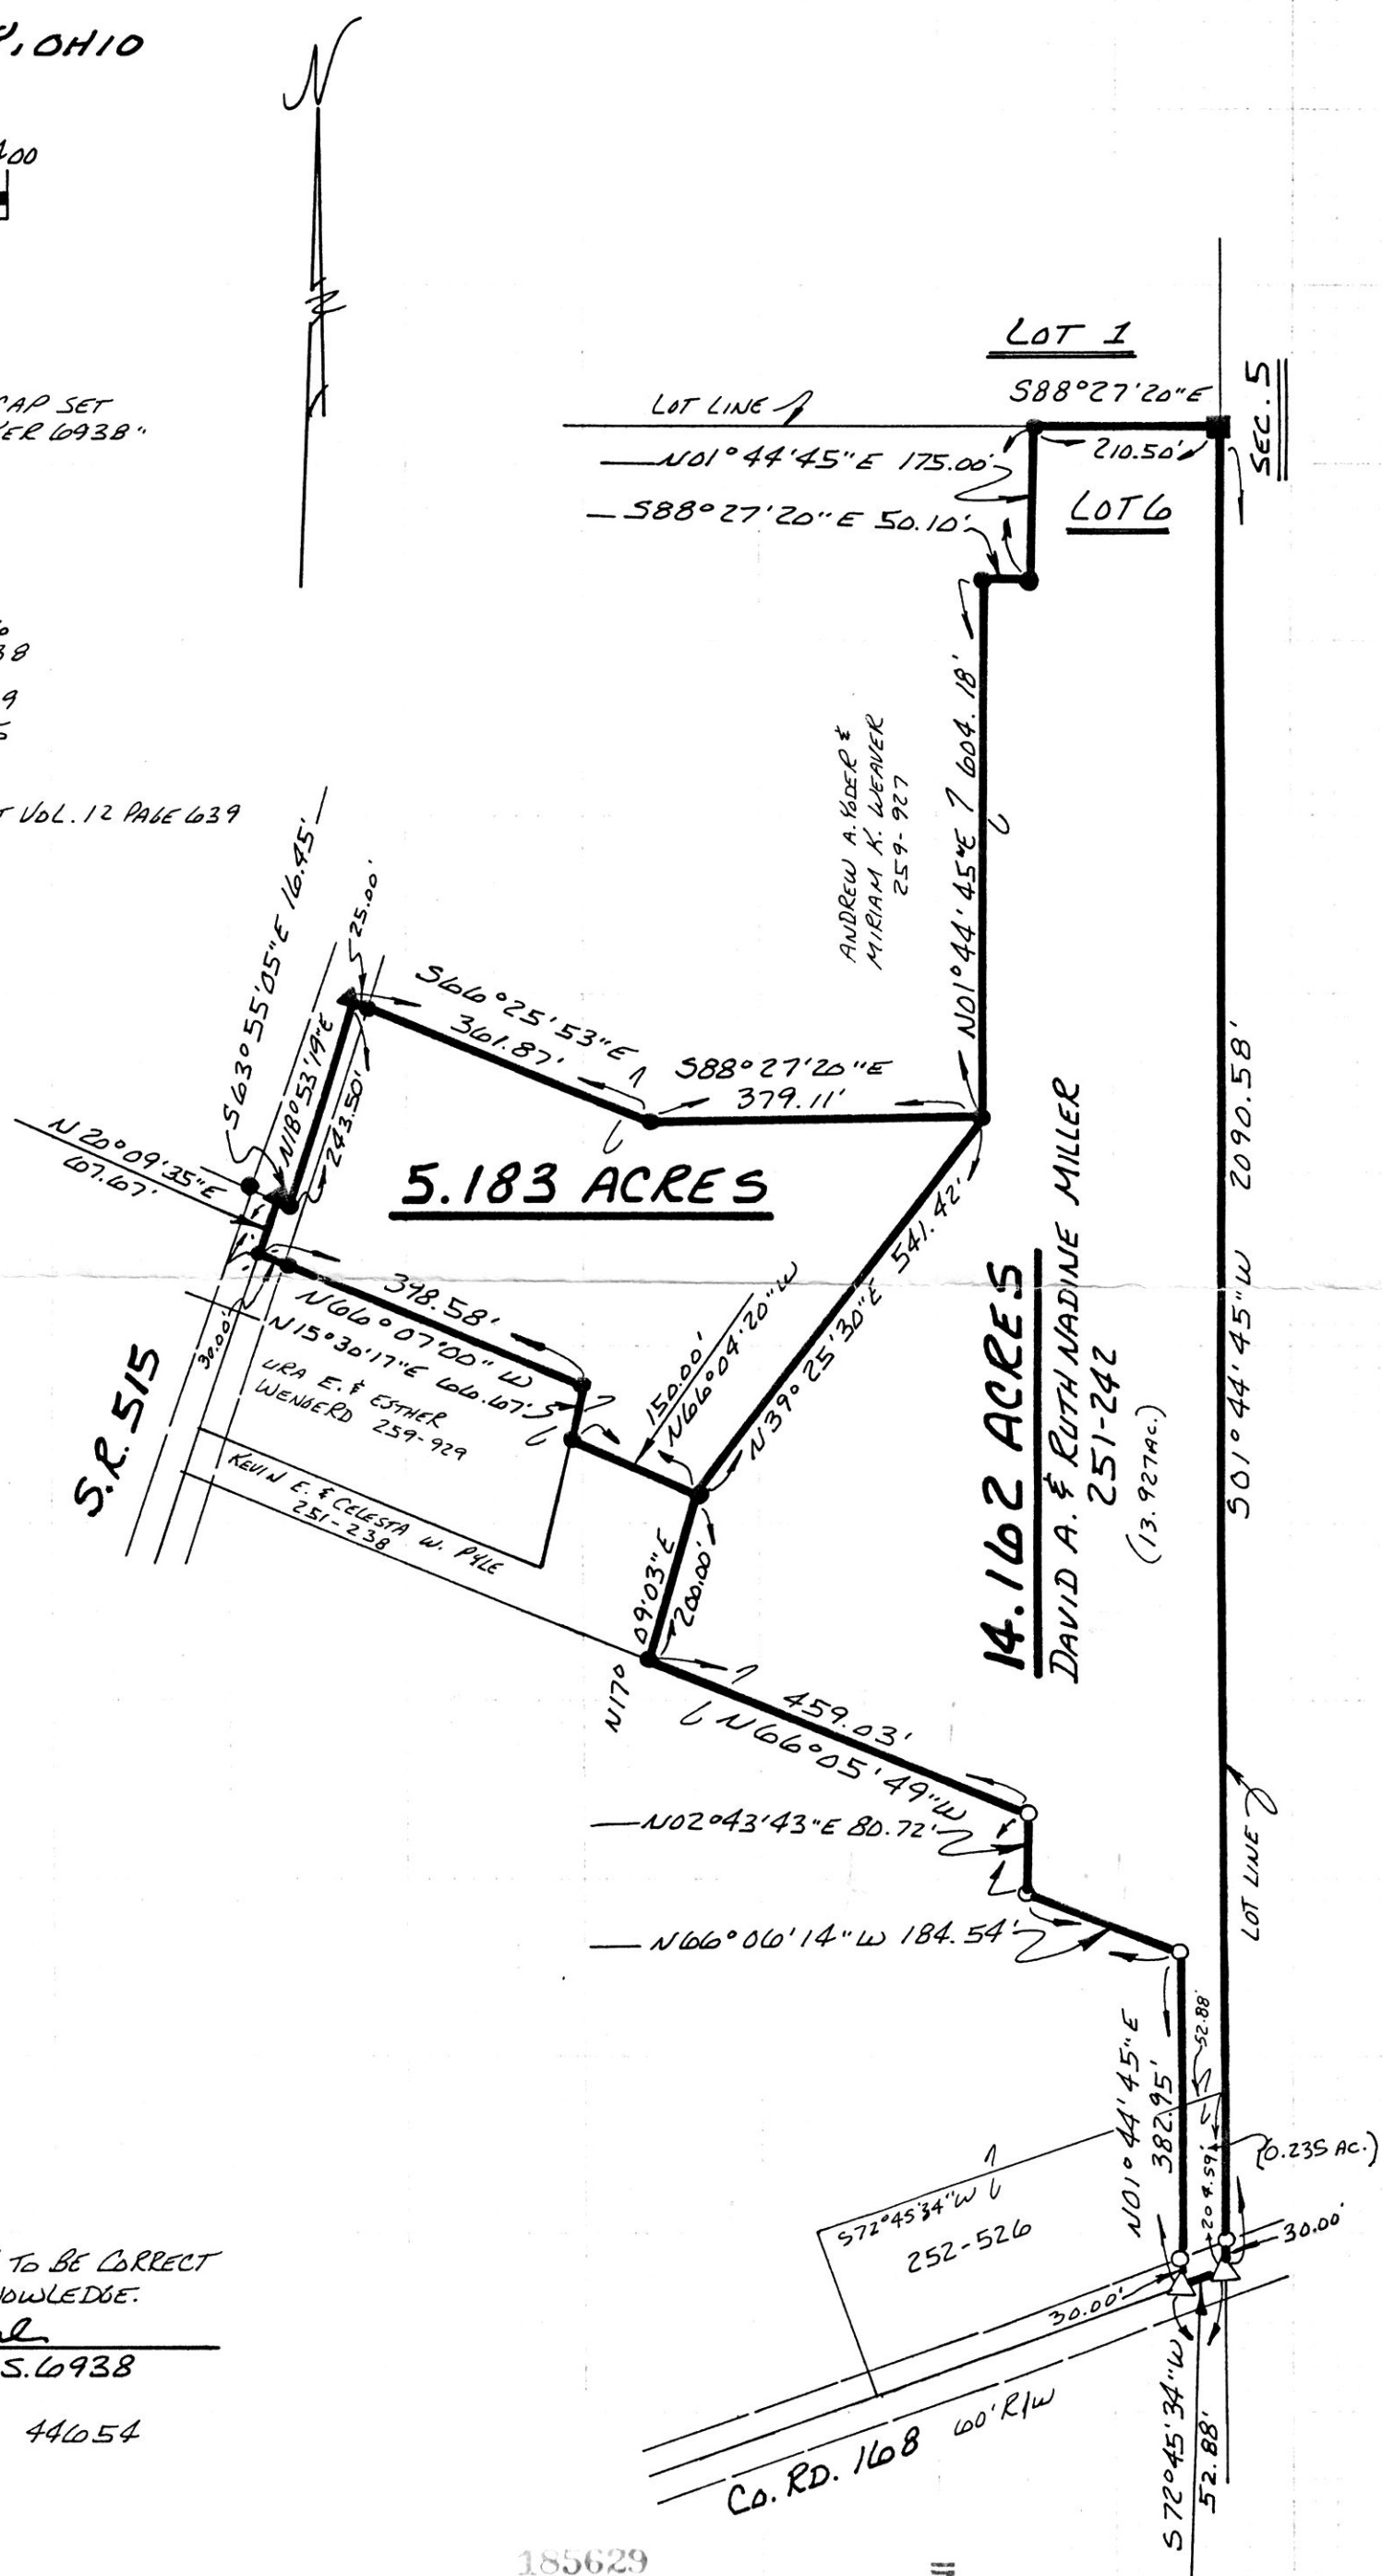 , OHIO
400
CAP SET
6938"
38
9
5
VOL. 12 PAGE 639
N
LOT 1
S88°27'20"E
SEC. 5
LOT LINE
N01°44'45"E 175.00'
210.50'
S88°27'20"E 50.10'
LOT 6
N01°44'45"E 604.18'
ANDREW A. YODER &
MIRIAM K. WEAVER
259-927
S63°55'05"E 16.45'
25.00'
S66°25'53"E
361.87'
S88°27'20"E
379.11'
N18°53'19"E
243.50'
N20°09'35"E
67.67'
5.183 ACRES
S01°44'45"W 2090.58'
N39°25'30"E 541.42'
398.58'
N66°07'00"W
N15°30'17"E 66.67'
30.00'
150.00'
N66°04'20"W
URA E. & ESTHER
WENGERD 259-929
S.R. 515
KEVIN E. & CELESTA W. PYLE
251-238
14.162 ACRES
DAVID A. & RUTH NADINE MILLER
251-242
(13.927AC.)
N17°09'03"E
200.00'
459.03'
N66°05'49"W
N02°43'43"E 80.72'
LOT LINE
N66°06'14"W 184.54'
N01°44'45"E
382.95'
52.88'
204.59'
(0.235 AC.)
S72°45'34"W
252-526
30.00'
30.00'
CO. RD. 168 60' R/W
S72°45'34"W
52.88'
TO BE CORRECT
S. 6938
44654
185629